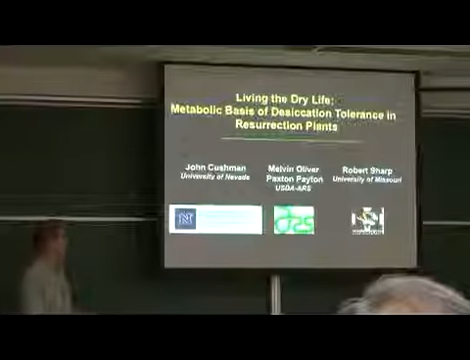 Living the Dry Life:
Metabolic Basis of Desiccation Tolerance in
Resurrection Plants
John Cushman
University of Nevada
Melvin Oliver
Paxton Payton
USDA-ARS
Robert Sharp
University of Missouri